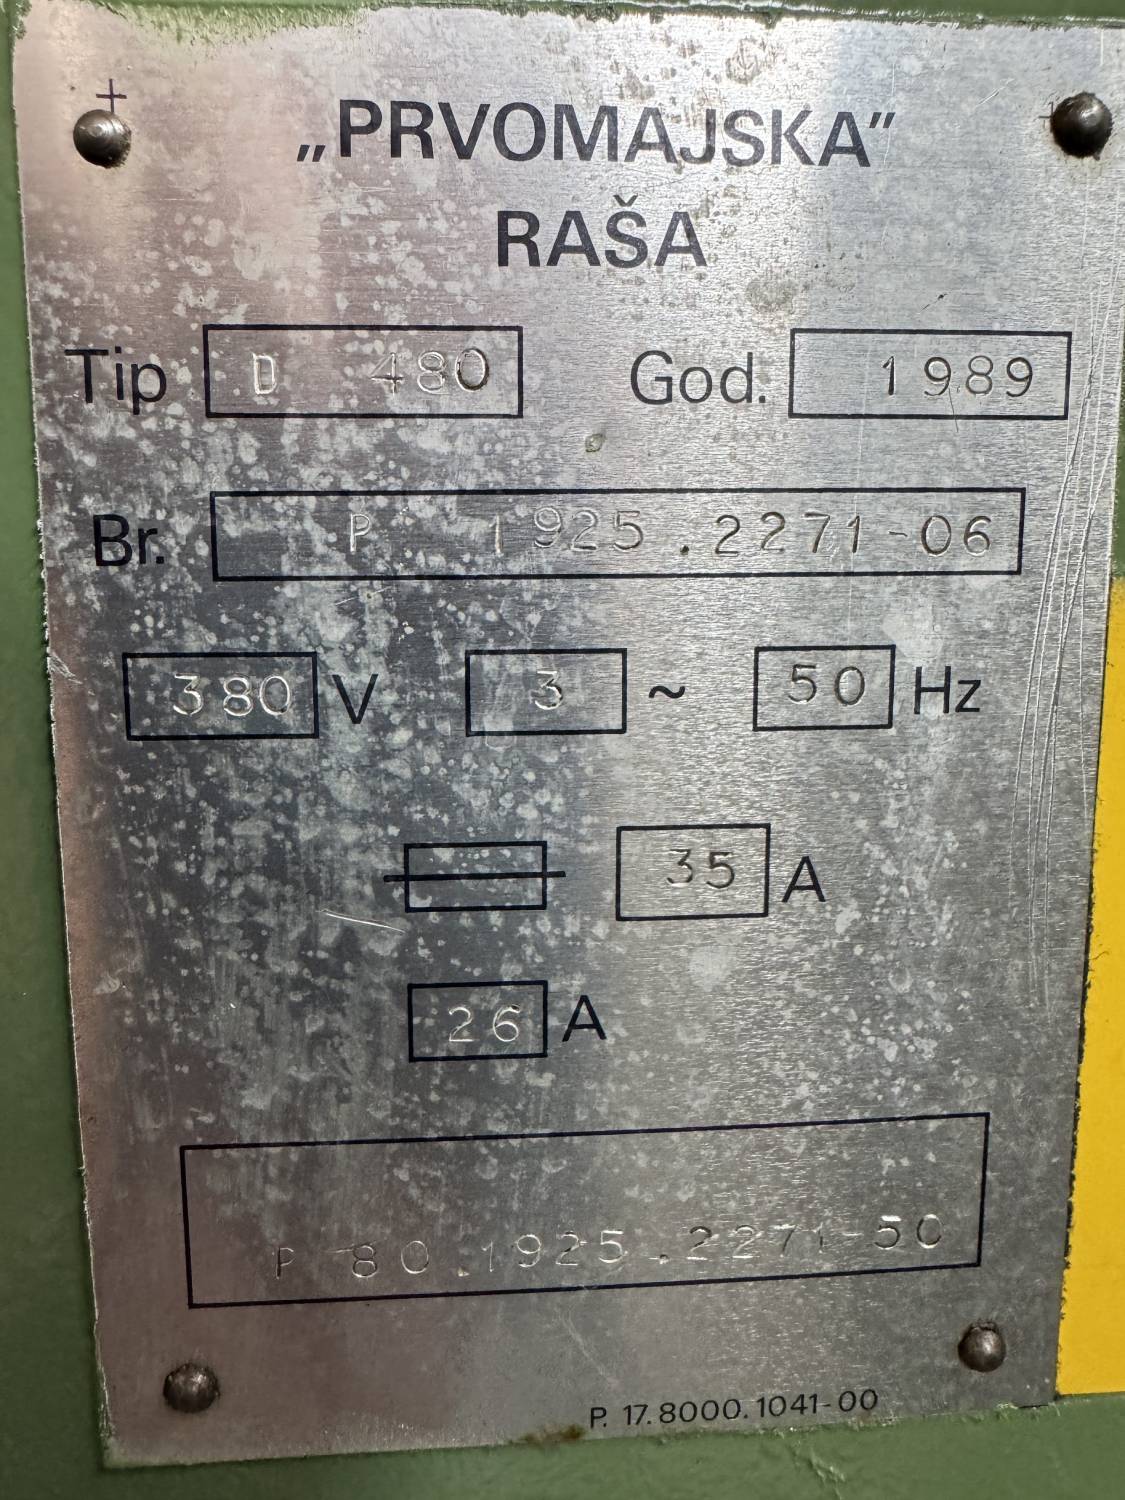 „PRVOMAJSKA"
RAŠA
Tip D 480 God. 1989
Br. P 1925.2271-06
380 V 3 ~ 50 Hz
35 A
26 A
P 80.1925.2271-50
P. 17.8000.1041-00